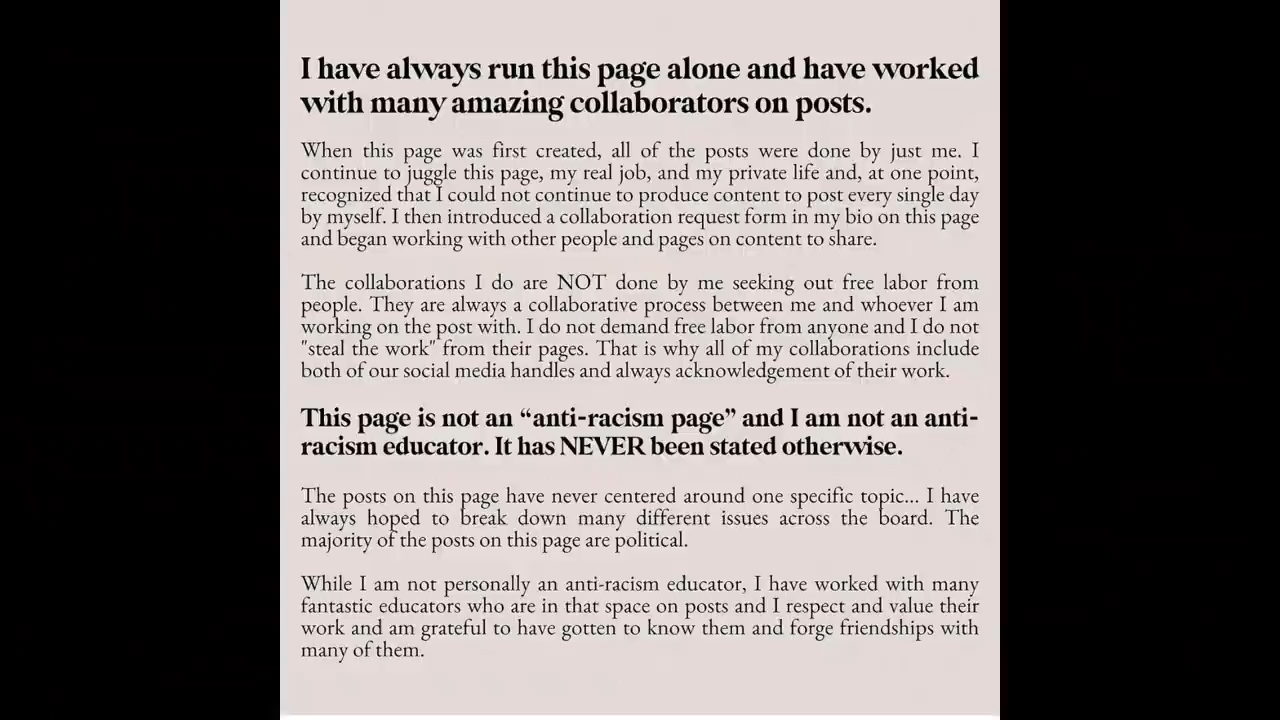 I have always run this page alone and have worked
with many amazing collaborators on posts.
When this page was first created, all of the posts were done by just me. I
continue to juggle this page, my real job, and my private life and, at one point,
recognized that I could not continue to produce content to post every single day
by myself. I then introduced a collaboration request form in my bio on this page
and began working with other people and pages on content to share.
The collaborations I do are NOT done by me seeking out free labor from
people. They are always a collaborative process between me and whoever I am
working on the post with. I do not demand free labor from anyone and I do not
"steal the work" from their pages. That is why all of my collaborations include
both of our social media handles and always acknowledgement of their work.
This page is not an “anti-racism page” and I am not an anti-
racism educator. It has NEVER been stated otherwise.
The posts on this page have never centered around one specific topic... I have
always hoped to break down many different issues across the board. The
majority of the posts on this page are political.
While I am not personally an anti-racism educator, I have worked with many
fantastic educators who are in that space on posts and I respect and value their
work and am grateful to have gotten to know them and forge friendships with
many of them.